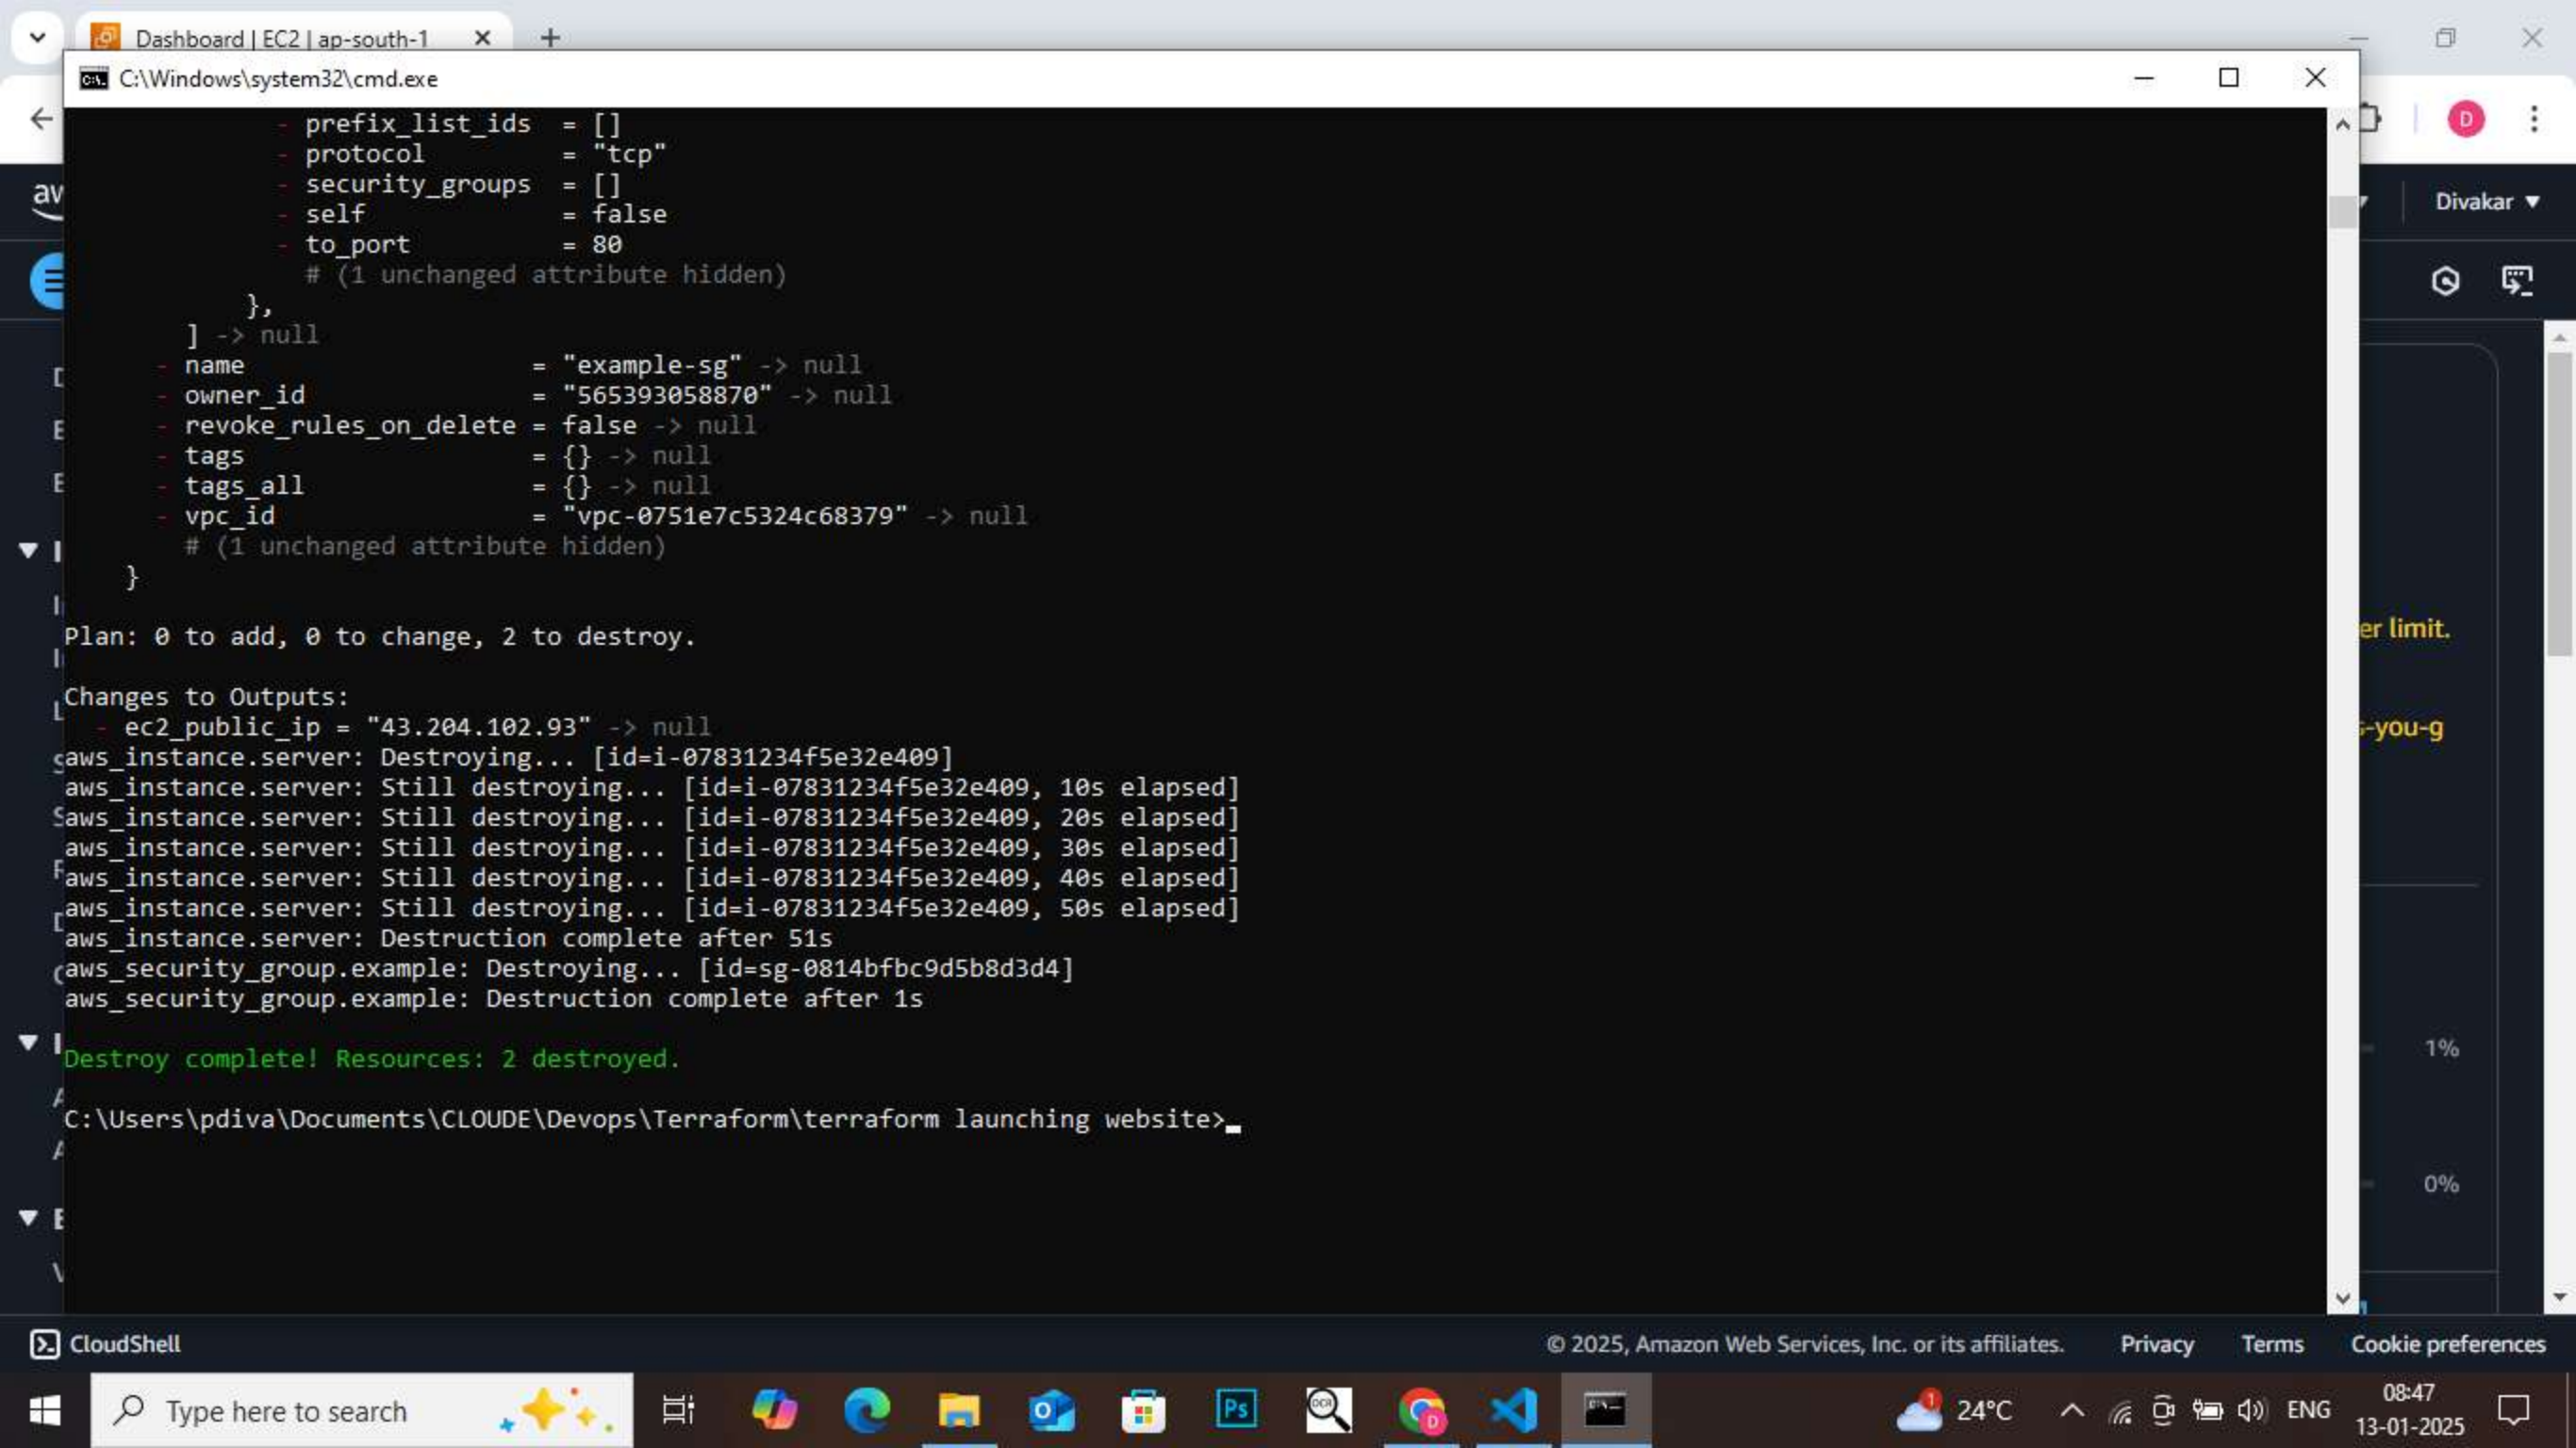 Dashboard | EC2 | ap-south-1
C:\Windows\system32\cmd.exe
- prefix_list_ids = []
- protocol = "tcp"
- security_groups = []
- self = false
- to_port = 80
# (1 unchanged attribute hidden)
},
] -> null
- name = "example-sg" -> null
- owner_id = "565393058870" -> null
- revoke_rules_on_delete = false -> null
- tags = {} -> null
- tags_all = {} -> null
- vpc_id = "vpc-0751e7c5324c68379" -> null
# (1 unchanged attribute hidden)
}
Plan: 0 to add, 0 to change, 2 to destroy.
Changes to Outputs:
- ec2_public_ip = "43.204.102.93" -> null
aws_instance.server: Destroying... [id=i-07831234f5e32e409]
aws_instance.server: Still destroying... [id=i-07831234f5e32e409, 10s elapsed]
aws_instance.server: Still destroying... [id=i-07831234f5e32e409, 20s elapsed]
aws_instance.server: Still destroying... [id=i-07831234f5e32e409, 30s elapsed]
aws_instance.server: Still destroying... [id=i-07831234f5e32e409, 40s elapsed]
aws_instance.server: Still destroying... [id=i-07831234f5e32e409, 50s elapsed]
aws_instance.server: Destruction complete after 51s
aws_security_group.example: Destroying... [id=sg-0814bfbc9d5b8d3d4]
aws_security_group.example: Destruction complete after 1s
Destroy complete! Resources: 2 destroyed.
C:\Users\pdiva\Documents\CLOUDE\Devops\Terraform\terraform launching website>
D
Divakar
er limit.
s-you-g
1%
0%
CloudShell
© 2025, Amazon Web Services, Inc. or its affiliates. Privacy Terms Cookie preferences
Type here to search
Ps
OCR
D
1
24°C
ENG
08:47
13-01-2025